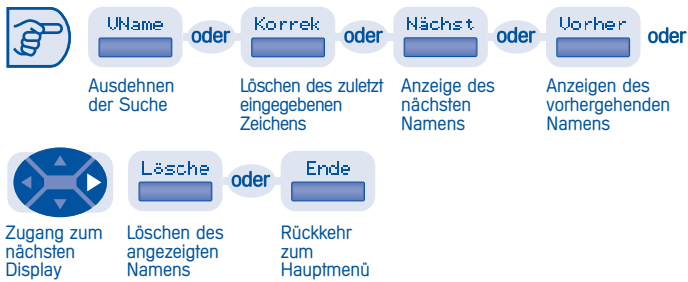 VName oder Korrek oder Nächst oder Vorher oder
Ausdehnen
der Suche
Löschen des zuletzt
eingegebenen
Zeichens
Anzeige des
nächsten
Namens
Anzeigen des
vorhergehenden
Namens
Lösche oder Ende
Zugang zum
nächsten
Display
Löschen des
angezeigten
Namens
Rückkehr
zum
Hauptmenü